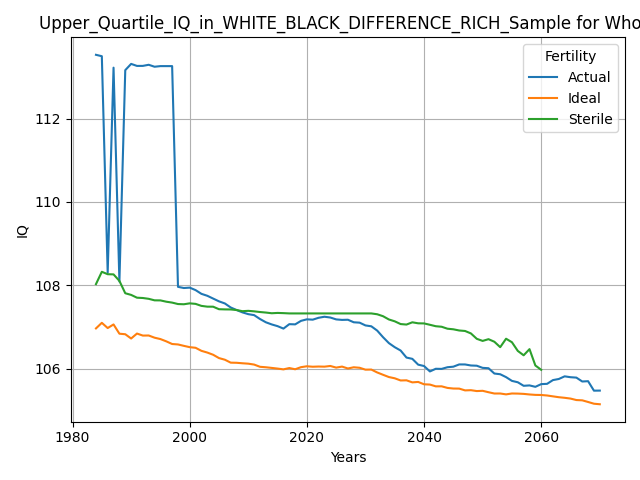 Upper_Quartile_IQ_in_WHITE_BLACK_DIFFERENCE_RICH_Sample for Who
Fertility
Actual
Ideal
Sterile
112
110
108
106
IQ
1980
2000
2020
2040
2060
Years